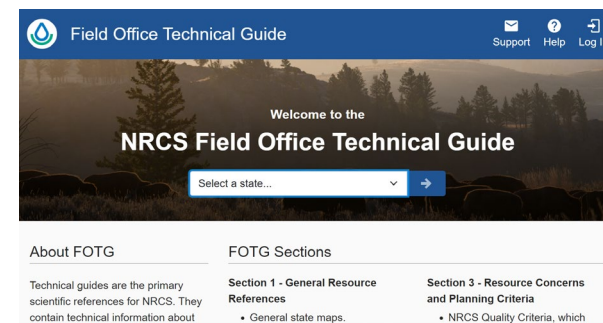 Field Office Technical Guide
Support Help Log I
Welcome to the
NRCS Field Office Technical Guide
Select a state...
About FOTG
Technical guides are the primary
scientific references for NRCS. They
contain technical information about
FOTG Sections
Section 1 - General Resource
References
• General state maps.
Section 3 - Resource Concerns
and Planning Criteria
• NRCS Quality Criteria, which